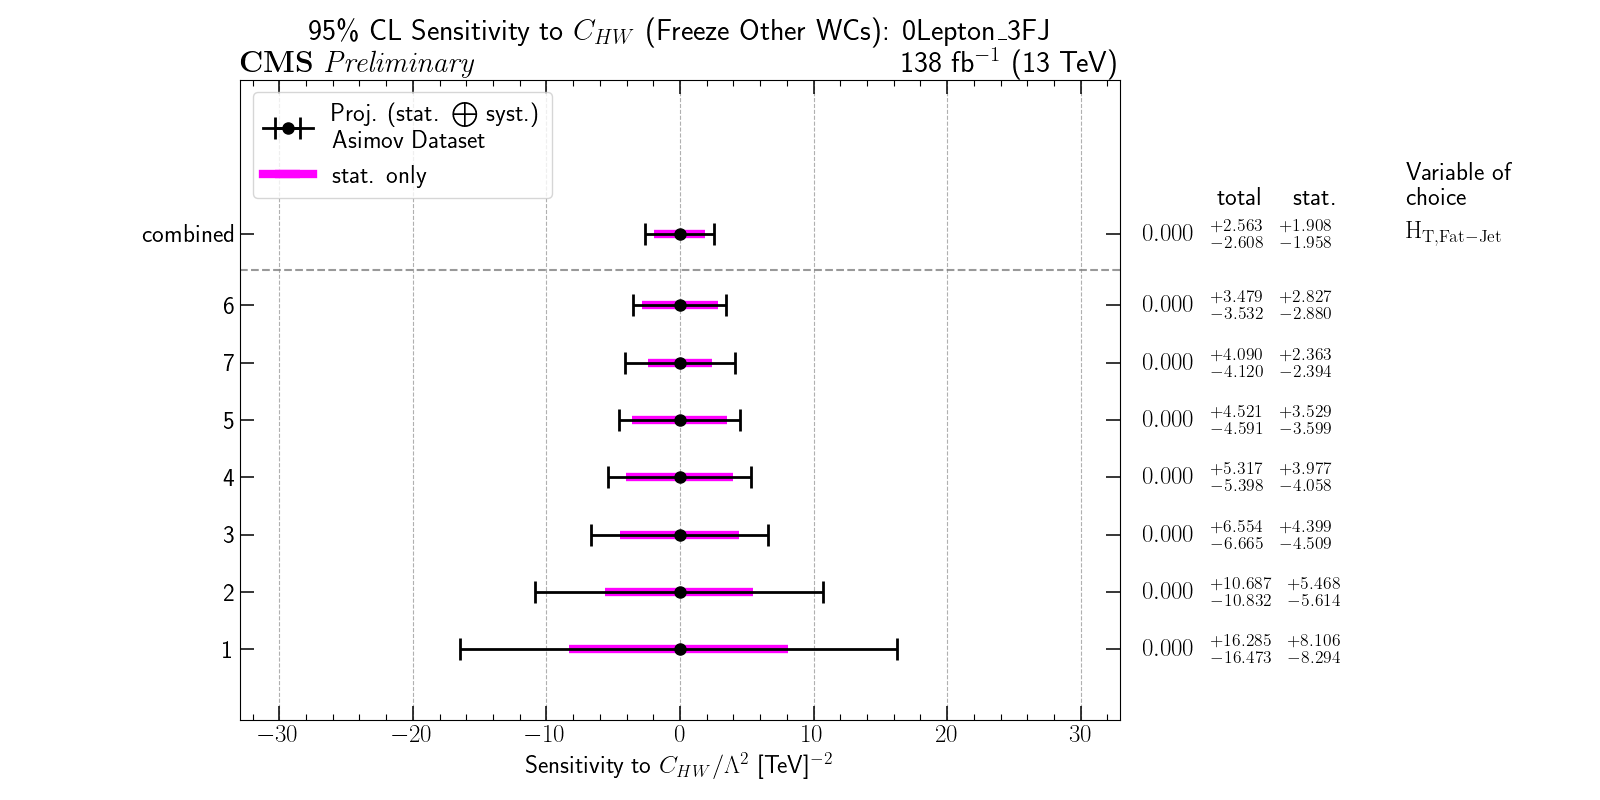 95% CL Sensitivity to C_HW (Freeze Other WCs): 0Lepton_3FJ
CMS Preliminary
138 fb⁻¹ (13 TeV)
Proj. (stat. ⨁ syst.)
Asimov Dataset
stat. only
Variable of
total stat. choice
combined 0.000 +2.563 −2.608 +1.908 −1.958 H_T,Fat−Jet
6 0.000 +3.479 −3.532 +2.827 −2.880
7 0.000 +4.090 −4.120 +2.363 −2.394
5 0.000 +4.521 −4.591 +3.529 −3.599
4 0.000 +5.317 −5.398 +3.977 −4.058
3 0.000 +6.554 −6.665 +4.399 −4.509
2 0.000 +10.687 −10.832 +5.468 −5.614
1 0.000 +16.285 −16.473 +8.106 −8.294
−30 −20 −10 0 10 20 30
Sensitivity to C_HW/Λ² [TeV]⁻²